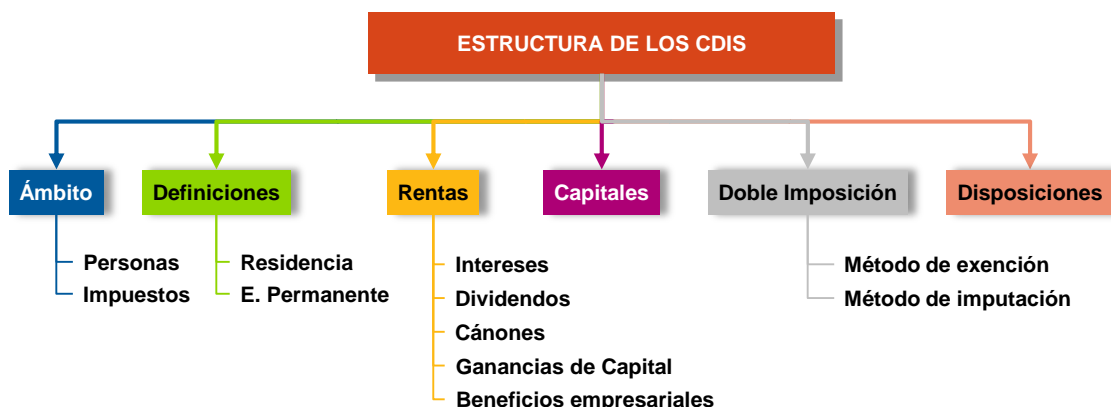 ESTRUCTURA DE LOS CDIS
Ámbito
Personas
Impuestos
Definiciones
Residencia
E. Permanente
Rentas
Intereses
Dividendos
Cánones
Ganancias de Capital
Beneficios empresariales
Capitales
Doble Imposición
Método de exención
Método de imputación
Disposiciones